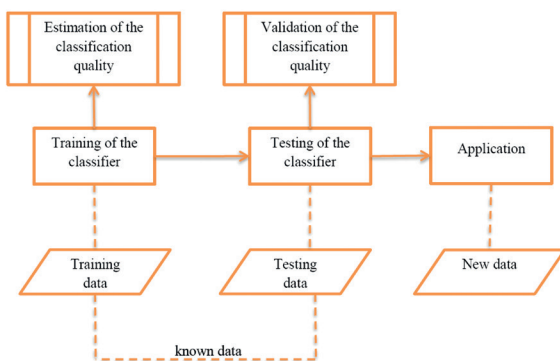 Estimation of the
classification
quality
Validation of the
classification
quality
Training of the
classifier
Testing of the
classifier
Application
Training
data
Testing
data
New data
known data